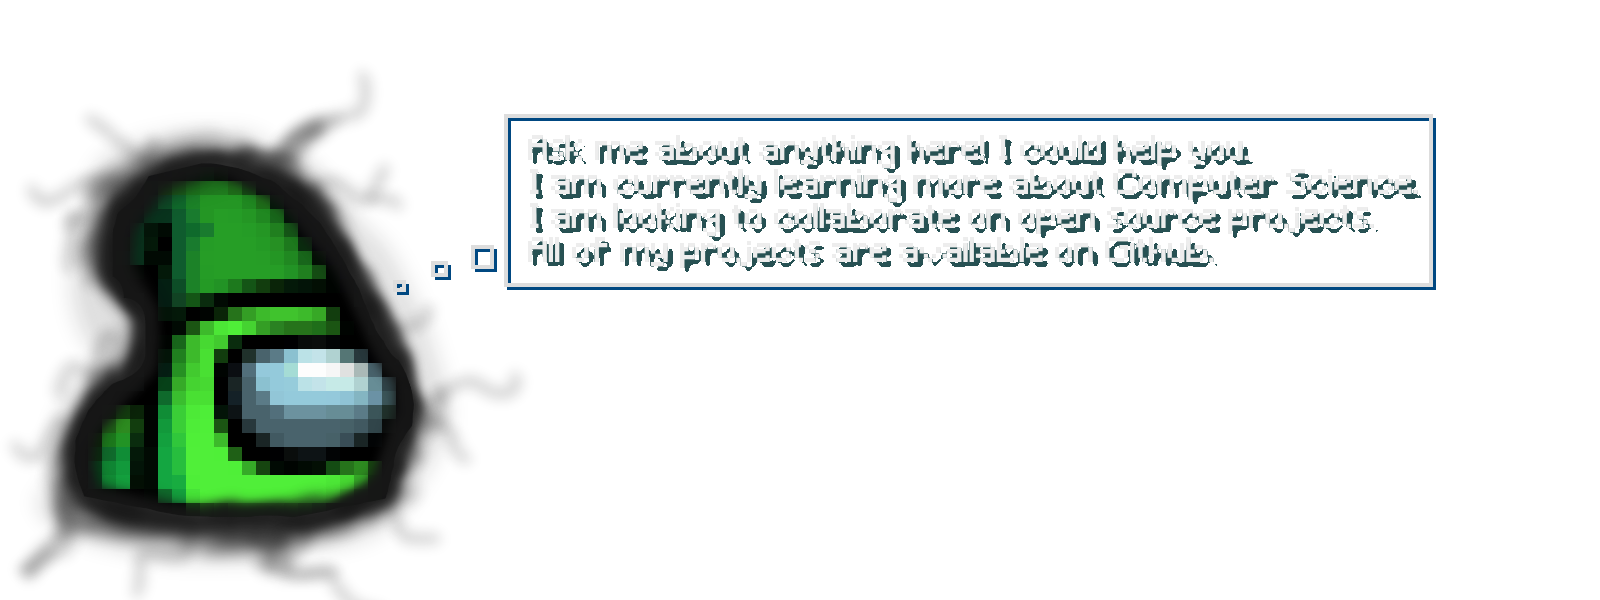 Ask me about anything here! I could help you.
I am currently learning more about Computer Science.
I am looking to collaborate on open source projects.
All of my projects are available on Github.